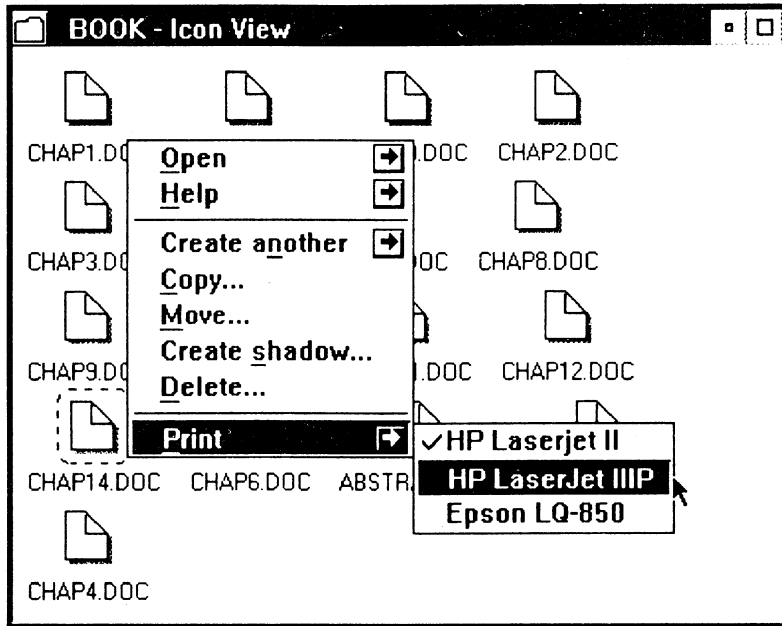 BOOK - Icon View
CHAP1.DO .DOC CHAP2.DOC
Open
Help
CHAP3.DO OC CHAP8.DOC
Create another
Copy...
Move...
Create shadow...
CHAP9.DO .DOC CHAP12.DOC
Delete...
Print
✓HP Laserjet II
HP LaserJet IIIP
Epson LQ-850
CHAP14.DOC CHAP6.DOC ABSTR
CHAP4.DOC